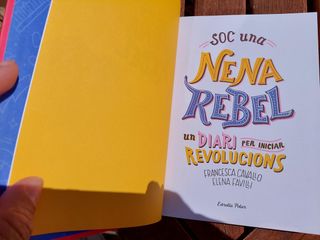 SOC una
NENA
REBEL
un DIARI PER INICIAR
REVOLUCIONS
FRANCESCA CAVALLO
ELENA FAVILLI
Estrella Polar